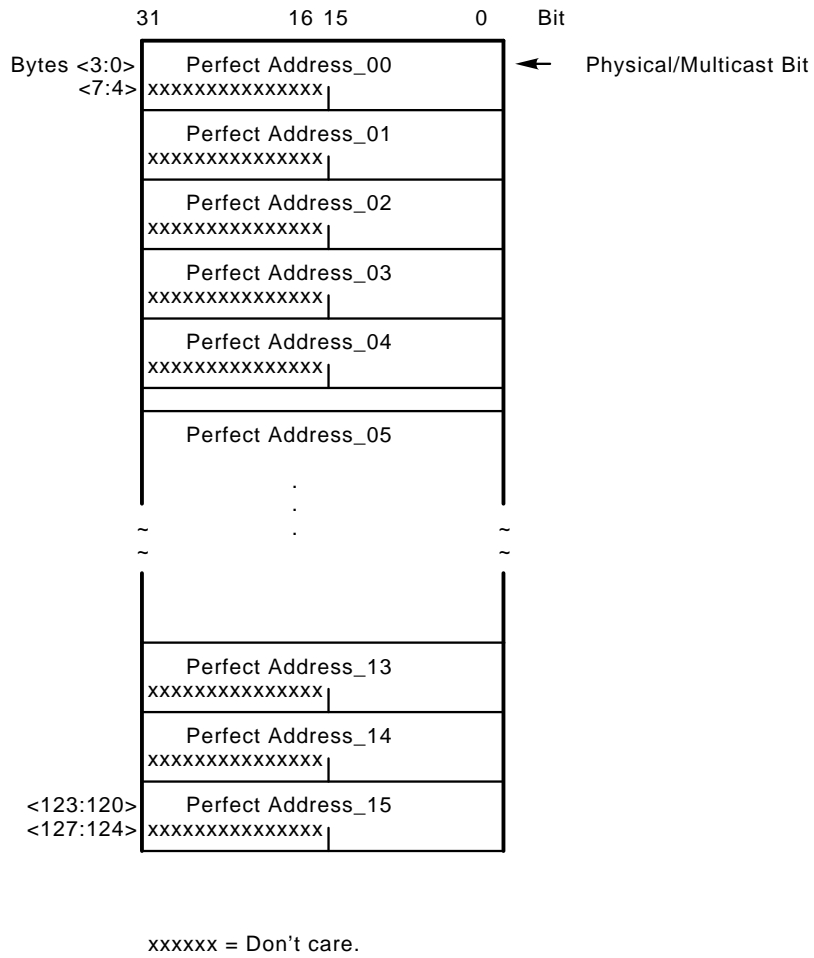 31 16 15 0 Bit
Bytes <3:0> Perfect Address_00 Physical/Multicast Bit
<7:4> xxxxxxxxxxxxxxx
Perfect Address_01
xxxxxxxxxxxxxxx
Perfect Address_02
xxxxxxxxxxxxxxx
Perfect Address_03
xxxxxxxxxxxxxxx
Perfect Address_04
xxxxxxxxxxxxxxx
Perfect Address_05
.
.
~ . ~
~ ~
Perfect Address_13
xxxxxxxxxxxxxxx
Perfect Address_14
xxxxxxxxxxxxxxx
<123:120> Perfect Address_15
<127:124> xxxxxxxxxxxxxxx
xxxxxx = Don't care.